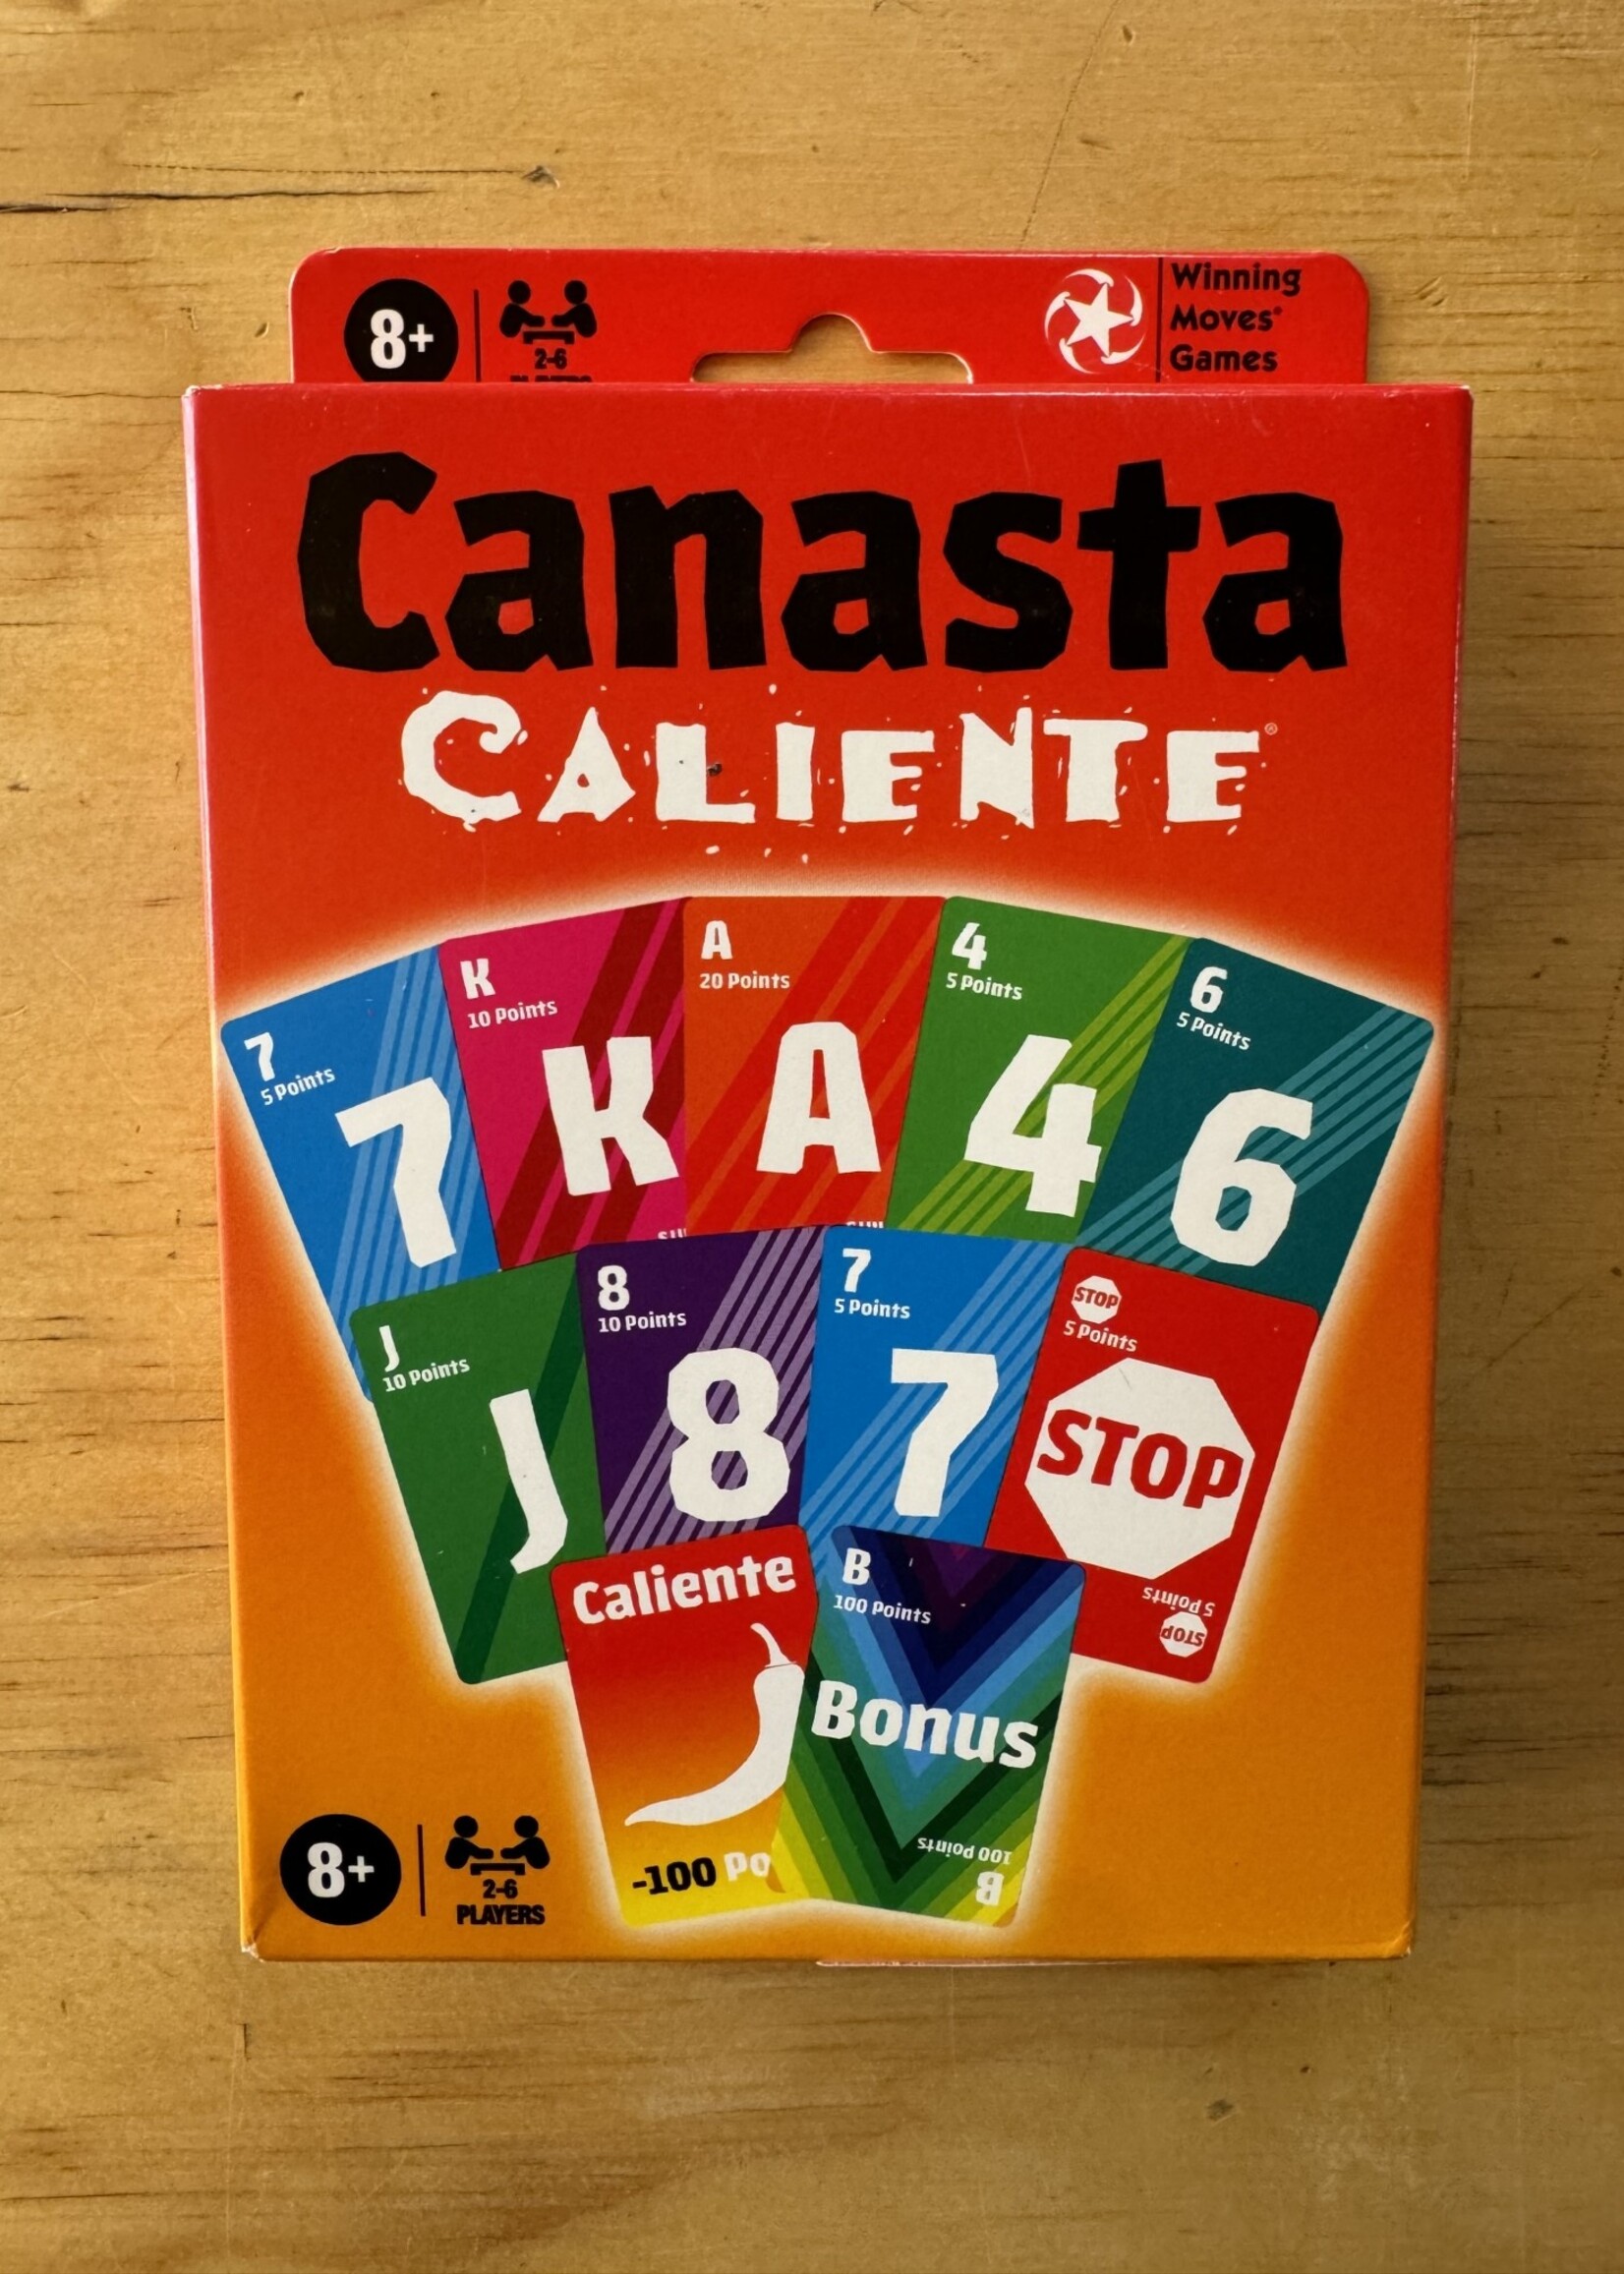 8+
2-6
Winning
Moves®
Games
Canasta
CALIENTE®
7
5 Points
7
K
10 Points
K
A
20 Points
A
4
5 Points
4
6
5 Points
6
J
10 Points
J
8
10 Points
8
7
5 Points
7
STOP
5 Points
STOP
5 Points
STOP
Caliente
-100 Po
B
100 Points
Bonus
100 Points
B
8+
2-6
PLAYERS